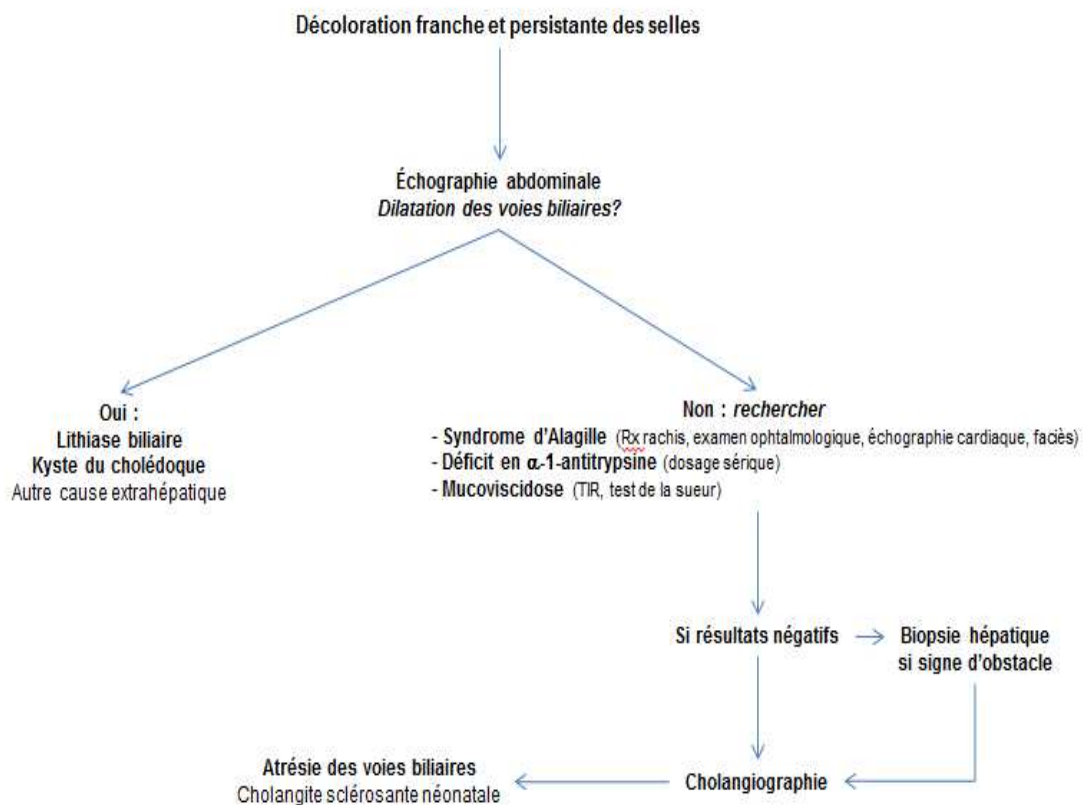 Décoloration franche et persistante des selles
Échographie abdominale
Dilatation des voies biliaires?
Oui :
Lithiase biliaire
Kyste du cholédoque
Autre cause extrahépatique
Non : rechercher
- Syndrome d'Alagille (Rx rachis, examen ophtalmologique, échographie cardiaque, faciès)
- Déficit en α-1-antitrypsine (dosage sérique)
- Mucoviscidose (TIR, test de la sueur)
Si résultats négatifs
Biopsie hépatique
si signe d'obstacle
Cholangiographie
Atrésie des voies biliaires
Cholangite sclérosante néonatale